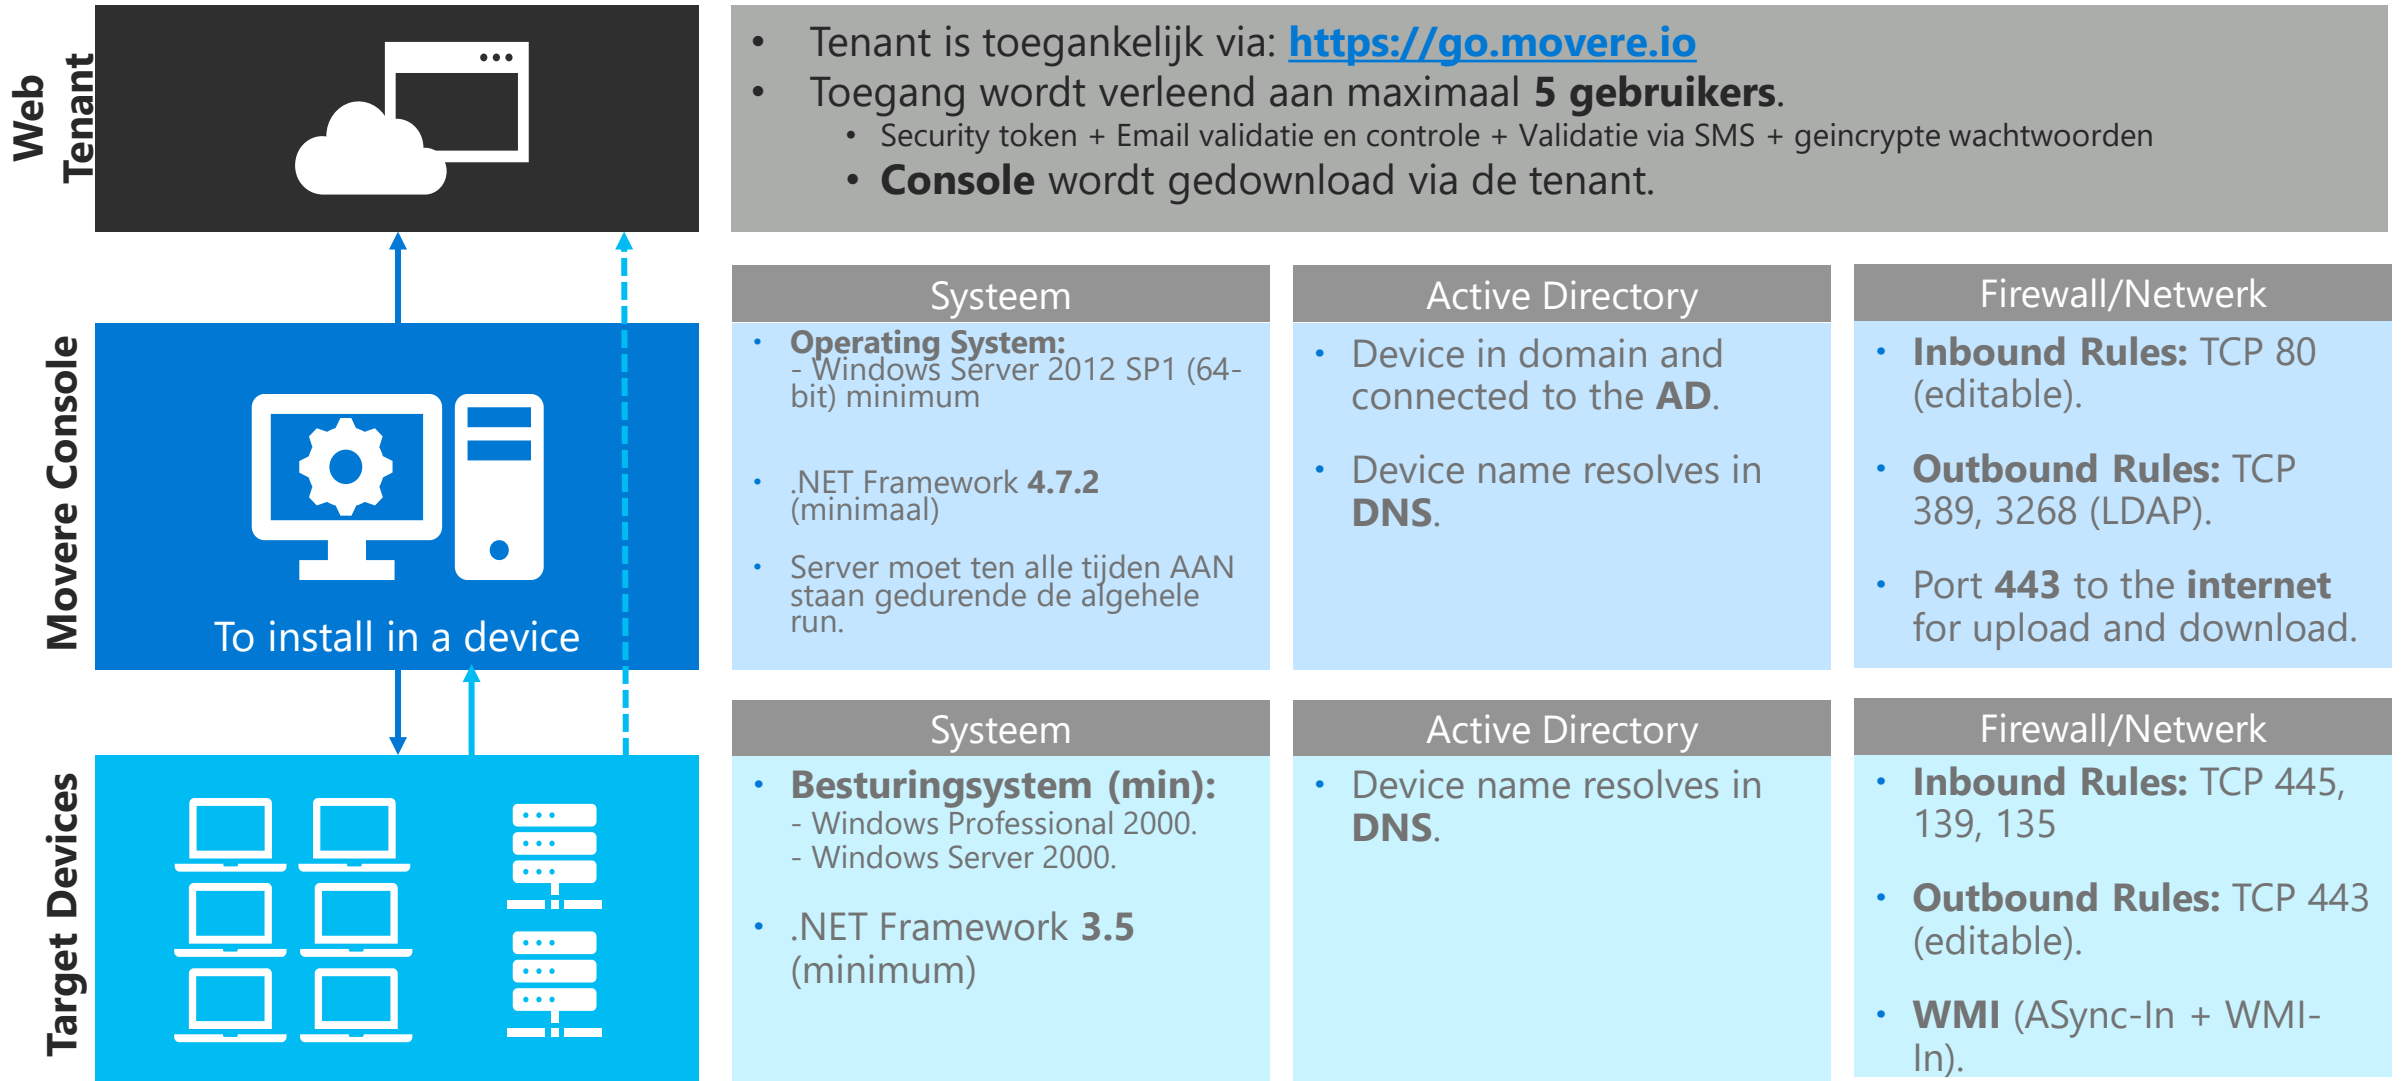 Web
Tenant
• Tenant is toegankelijk via: https://go.movere.io
• Toegang wordt verleend aan maximaal 5 gebruikers.
• Security token + Email validatie en controle + Validatie via SMS + geincrypte wachtwoorden
• Console wordt gedownload via de tenant.
Movere Console
To install in a device
Systeem
• Operating System:
- Windows Server 2012 SP1 (64-
bit) minimum
• .NET Framework 4.7.2
(minimaal)
• Server moet ten alle tijden AAN
staan gedurende de algehele
run.
Active Directory
• Device in domain and
connected to the AD.
• Device name resolves in
DNS.
Firewall/Netwerk
• Inbound Rules: TCP 80
(editable).
• Outbound Rules: TCP
389, 3268 (LDAP).
• Port 443 to the internet
for upload and download.
Target Devices
Systeem
• Besturingsystem (min):
- Windows Professional 2000.
- Windows Server 2000.
• .NET Framework 3.5
(minimum)
Active Directory
• Device name resolves in
DNS.
Firewall/Netwerk
• Inbound Rules: TCP 445,
139, 135
• Outbound Rules: TCP 443
(editable).
• WMI (ASync-In + WMI-
In).